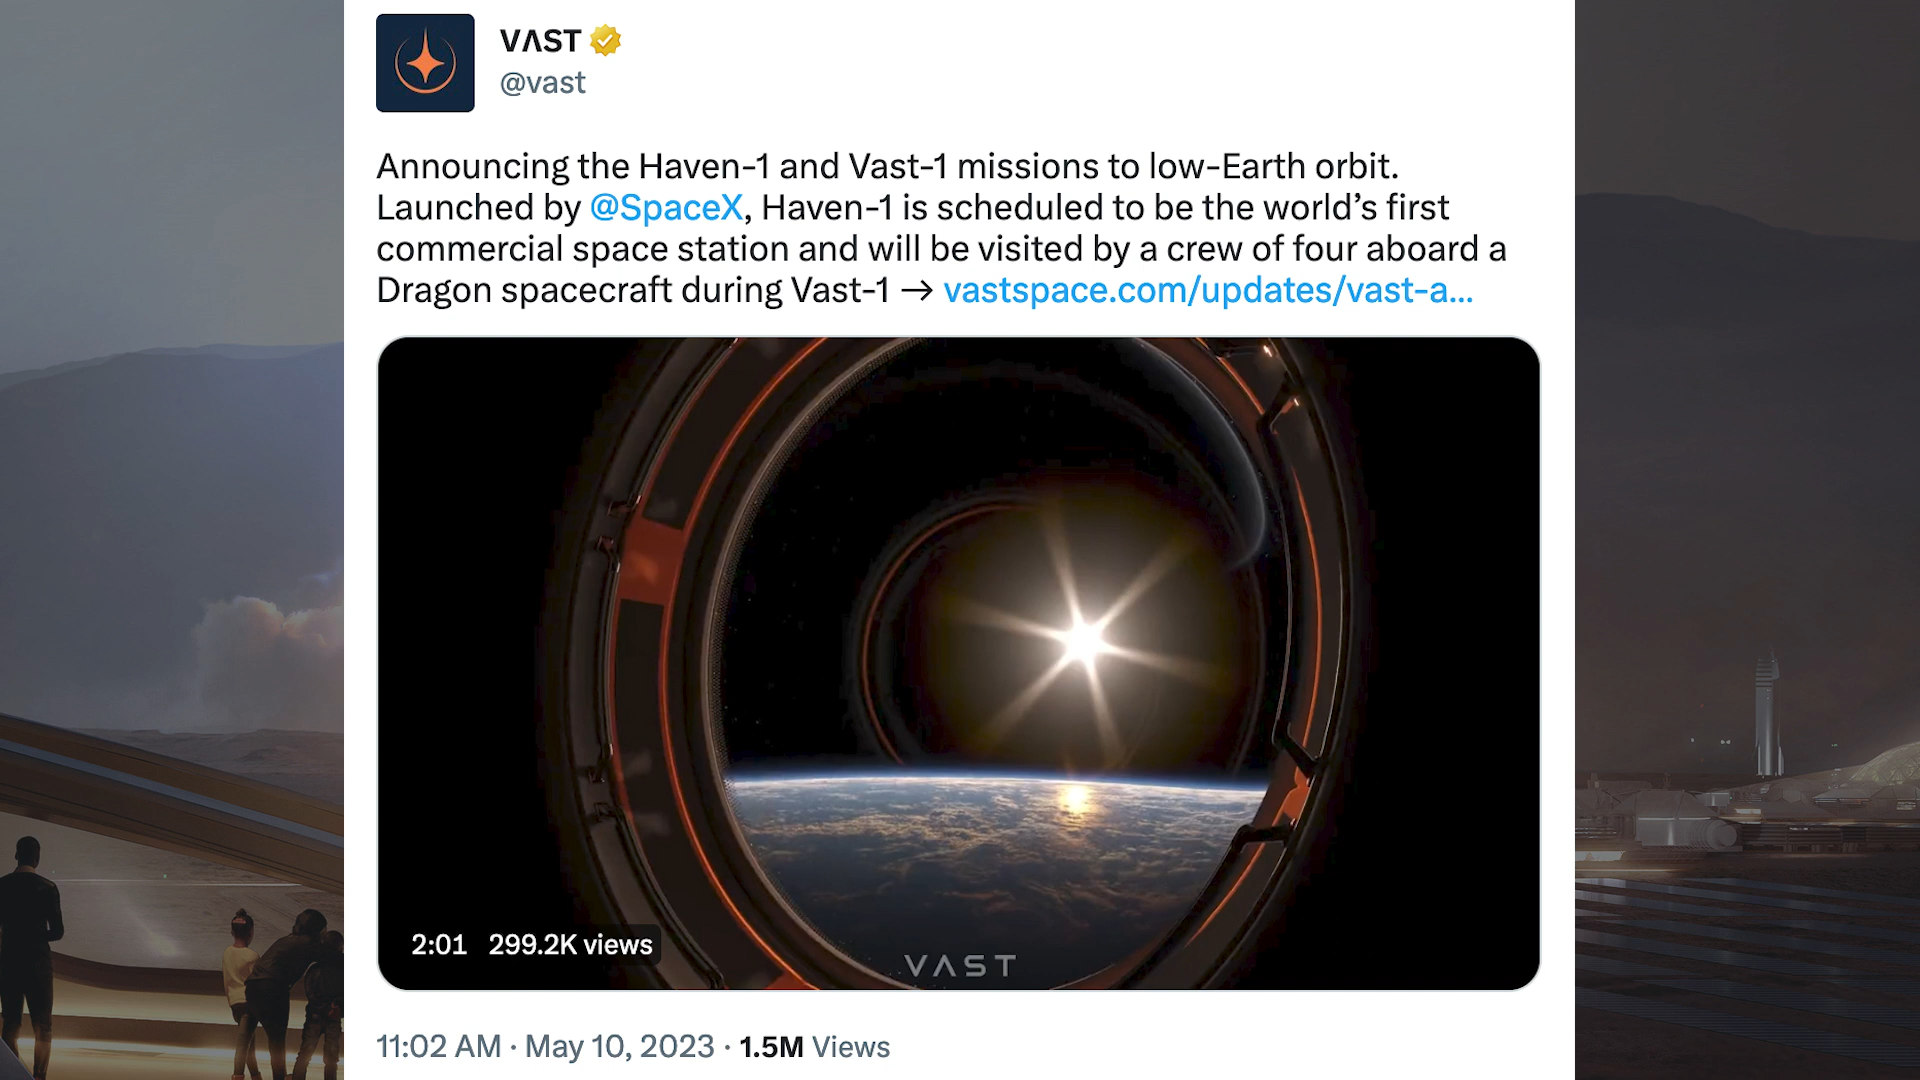 VΛST
@vast
Announcing the Haven-1 and Vast-1 missions to low-Earth orbit.
Launched by @SpaceX, Haven-1 is scheduled to be the world’s first
commercial space station and will be visited by a crew of four aboard a
Dragon spacecraft during Vast-1 → vastspace.com/updates/vast-a...
2:01 299.2K views
VΛST
11:02 AM · May 10, 2023 · 1.5M Views